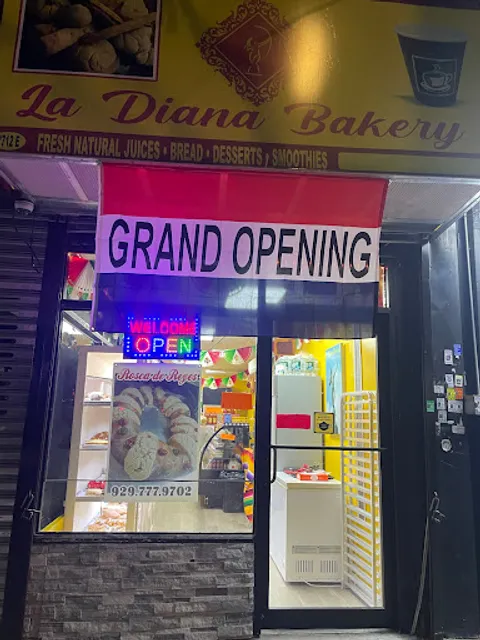 La Diana Bakery
FRESH NATURAL JUICES • BREAD • DESSERTS • SMOOTHIES
GRAND OPENING
WELCOME
OPEN
Rosca de Reyes
929.777.9702